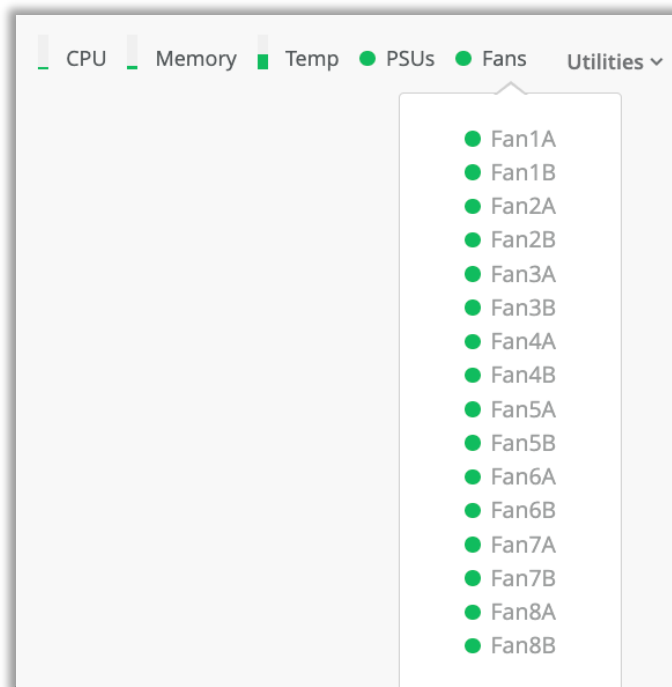 CPU Memory Temp PSUs Fans Utilities
Fan1A
Fan1B
Fan2A
Fan2B
Fan3A
Fan3B
Fan4A
Fan4B
Fan5A
Fan5B
Fan6A
Fan6B
Fan7A
Fan7B
Fan8A
Fan8B